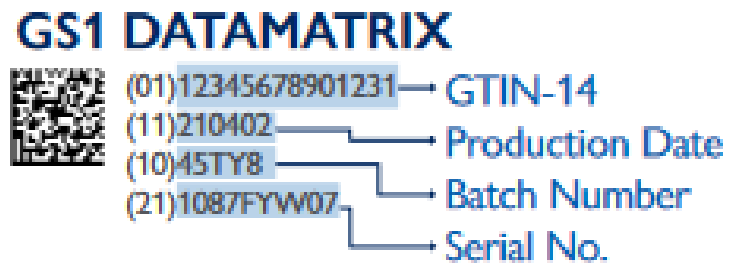 GS1 DATAMATRIX
(01)12345678901231 GTIN-14
(11)210402 Production Date
(10)45TY8 Batch Number
(21)1087FYW07 Serial No.